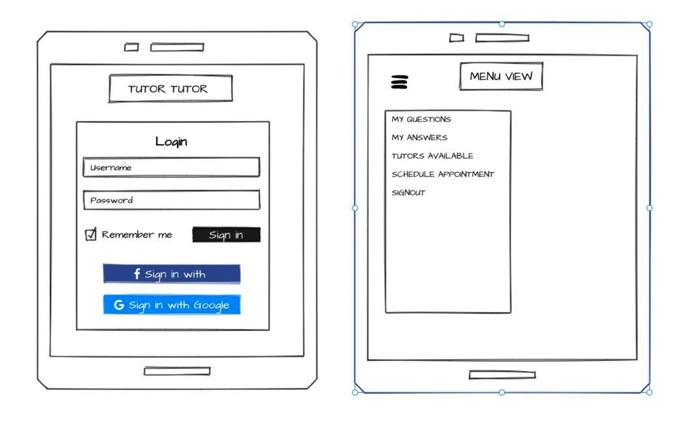 TUTOR TUTOR
Login
Username
Password
Remember me
Sign in
f Sign in with
G Sign in with Google
MENU VIEW
MY QUESTIONS
MY ANSWERS
TUTORS AVAILABLE
SCHEDULE APPOINTMENT
SIGNOUT